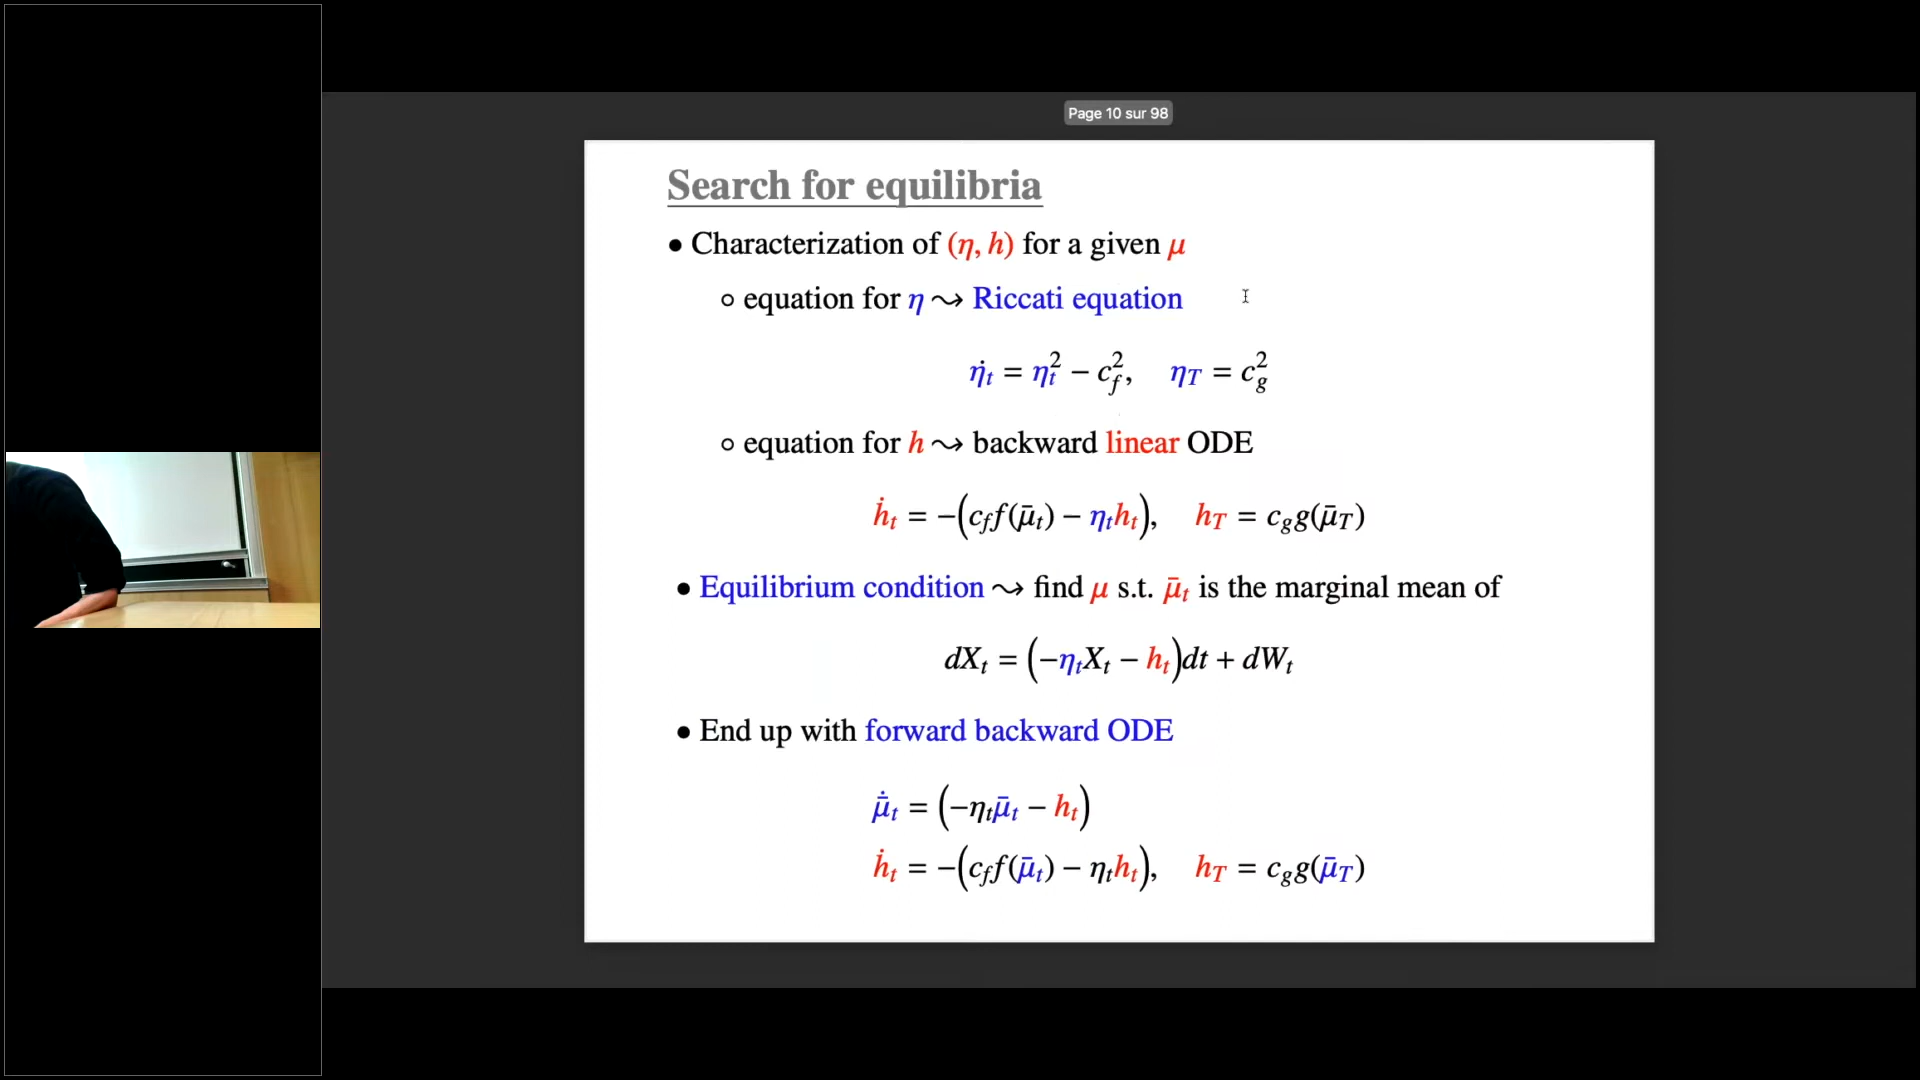 Page 10 sur 98
Search for equilibria
• Characterization of (η, h) for a given μ
○ equation for η ⇝ Riccati equation
η̇ₜ = ηₜ² − c_f², η_T = c_g²
○ equation for h ⇝ backward linear ODE
ḣₜ = −(c_f f(μ̄ₜ) − ηₜhₜ), h_T = c_g g(μ̄_T)
• Equilibrium condition ⇝ find μ s.t. μ̄ₜ is the marginal mean of
dXₜ = (−ηₜXₜ − hₜ)dt + dWₜ
• End up with forward backward ODE
μ̄̇ₜ = (−ηₜμ̄ₜ − hₜ)
ḣₜ = −(c_f f(μ̄ₜ) − ηₜhₜ), h_T = c_g g(μ̄_T)